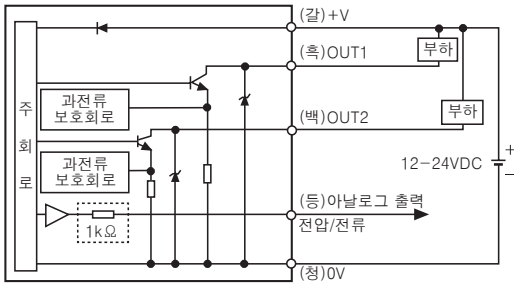 (갈)+V
(흑)OUT1
부하
과전류
보호회로
주
회
로
(백)OUT2
부하
과전류
보호회로
12-24VDC
+
-
(등)아날로그 출력
전압/전류
1kΩ
(청)0V